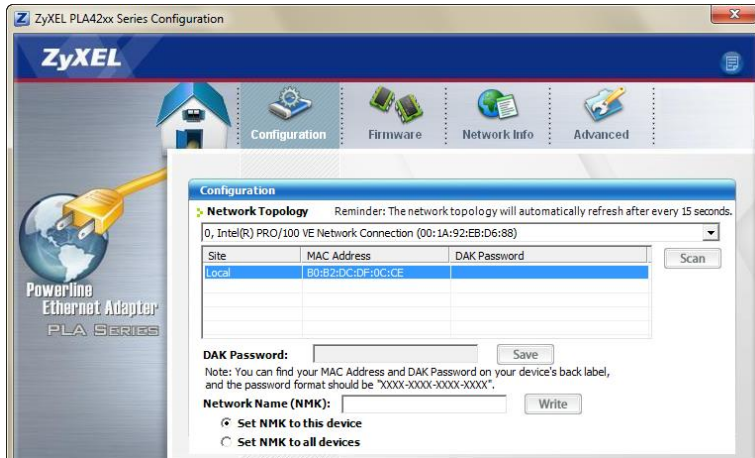 ZyXEL PLA42xx Series Configuration
ZyXEL
Configuration
Firmware
Network Info
Advanced
Powerline
Ethernet Adapter
PLA SERIES
Configuration
Network Topology Reminder: The network topology will automatically refresh after every 15 seconds.
0, Intel(R) PRO/100 VE Network Connection (00:1A:92:EB:D6:88)
Site MAC Address DAK Password
Scan
Local B0:B2:DC:DF:0C:CE
DAK Password: Save
Note: You can find your MAC Address and DAK Password on your device's back label,
and the password format should be "XXXX-XXXX-XXXX-XXXX".
Network Name (NMK): Write
Set NMK to this device
Set NMK to all devices